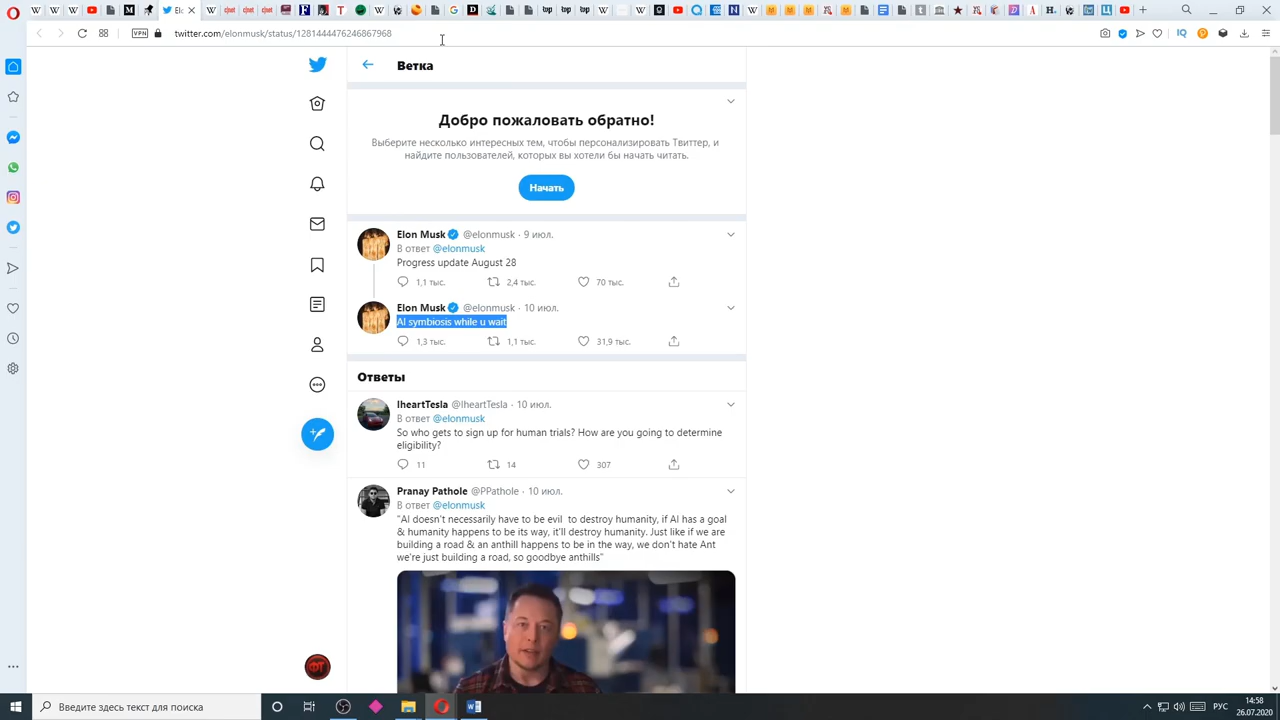 Elo
VPN
twitter.com/elonmusk/status/1281444476246867968
Ветка
Добро пожаловать обратно!
Выберите несколько интересных тем, чтобы персонализировать Твиттер, и
найдите пользователей, которых вы хотели бы начать читать.
Начать
Elon Musk @elonmusk · 9 июл.
В ответ @elonmusk
Progress update August 28
1,1 тыс. 2,4 тыс. 70 тыс.
Elon Musk @elonmusk · 10 июл.
AI symbiosis while u wait
1,3 тыс. 1,1 тыс. 31,9 тыс.
Ответы
IheartTesla @IheartTesla · 10 июл.
В ответ @elonmusk
So who gets to sign up for human trials? How are you going to determine
eligibility?
11 14 307
Pranay Pathole @PPathole · 10 июл.
В ответ @elonmusk
"AI doesn't necessarily have to be evil to destroy humanity, if AI has a goal
& humanity happens to be its way, it'll destroy humanity. Just like if we are
building a road & an anthill happens to be in the way, we don't hate Ant
we're just building a road, so goodbye anthills"
ФТ
Введите здесь текст для поиска
РУС
14:58
26.07.2020